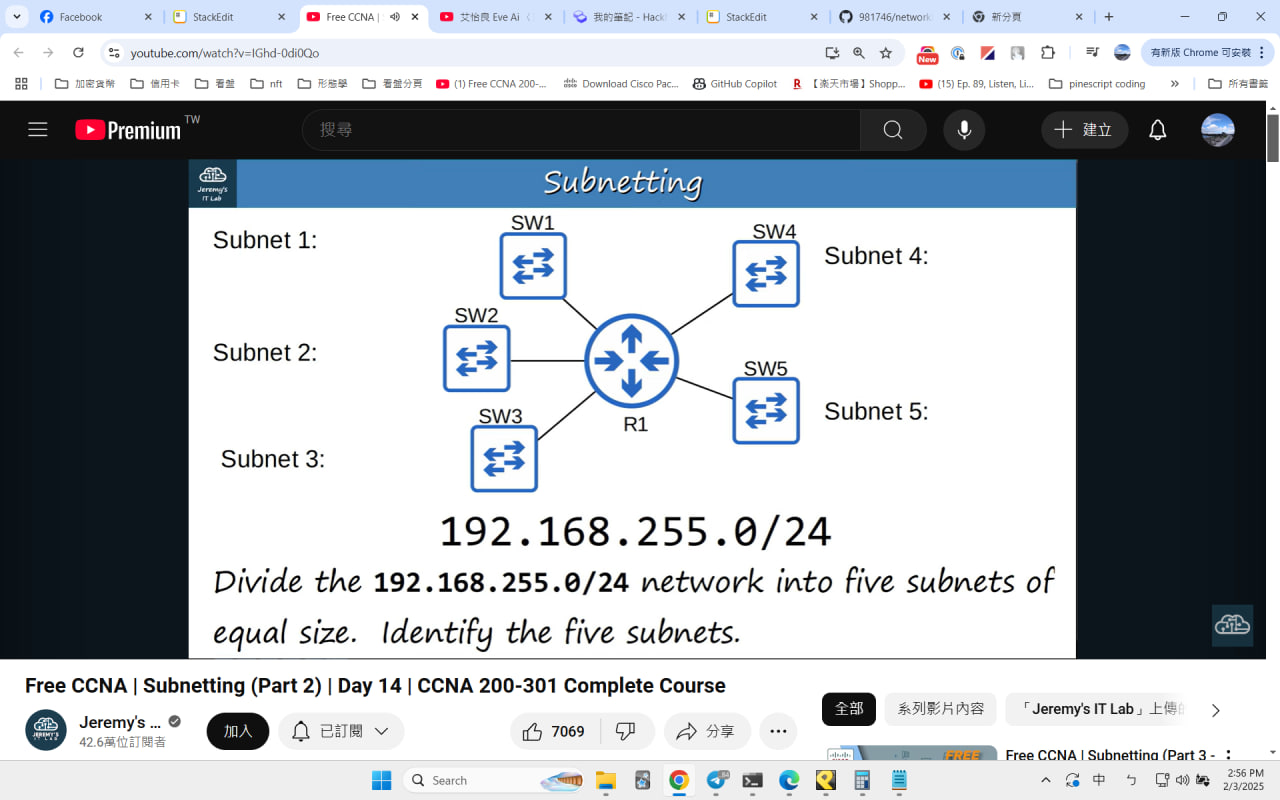 Facebook
StackEdit
Free CCNA |
艾怡良 Eve Ai
我的筆記 - Hack
StackEdit
981746/network
新分頁
youtube.com/watch?v=IGhd-0di0Qo
New
有新版 Chrome 可安裝
加密貨幣
信用卡
看盤
nft
形態學
看盤分頁
(1) Free CCNA 200-...
Download Cisco Pac...
GitHub Copilot
【楽天市場】Shopp...
(15) Ep. 89, Listen, Li...
pinescript coding
所有書籤
Premium TW
搜尋
建立
Jeremy's
IT Lab
Subnetting
Subnet 1:
SW1
SW4
Subnet 4:
SW2
Subnet 2:
SW5
Subnet 5:
SW3
R1
Subnet 3:
192.168.255.0/24
Divide the 192.168.255.0/24 network into five subnets of
equal size. Identify the five subnets.
Free CCNA | Subnetting (Part 2) | Day 14 | CCNA 200-301 Complete Course
Jeremy's ...
42.6萬位訂閱者
加入
已訂閱
7069
分享
全部
系列影片內容
「Jeremy's IT Lab」上傳的
FREE
Free CCNA | Subnetting (Part 3 -
Search
84
中
ㄅ
2:56 PM
2/3/2025